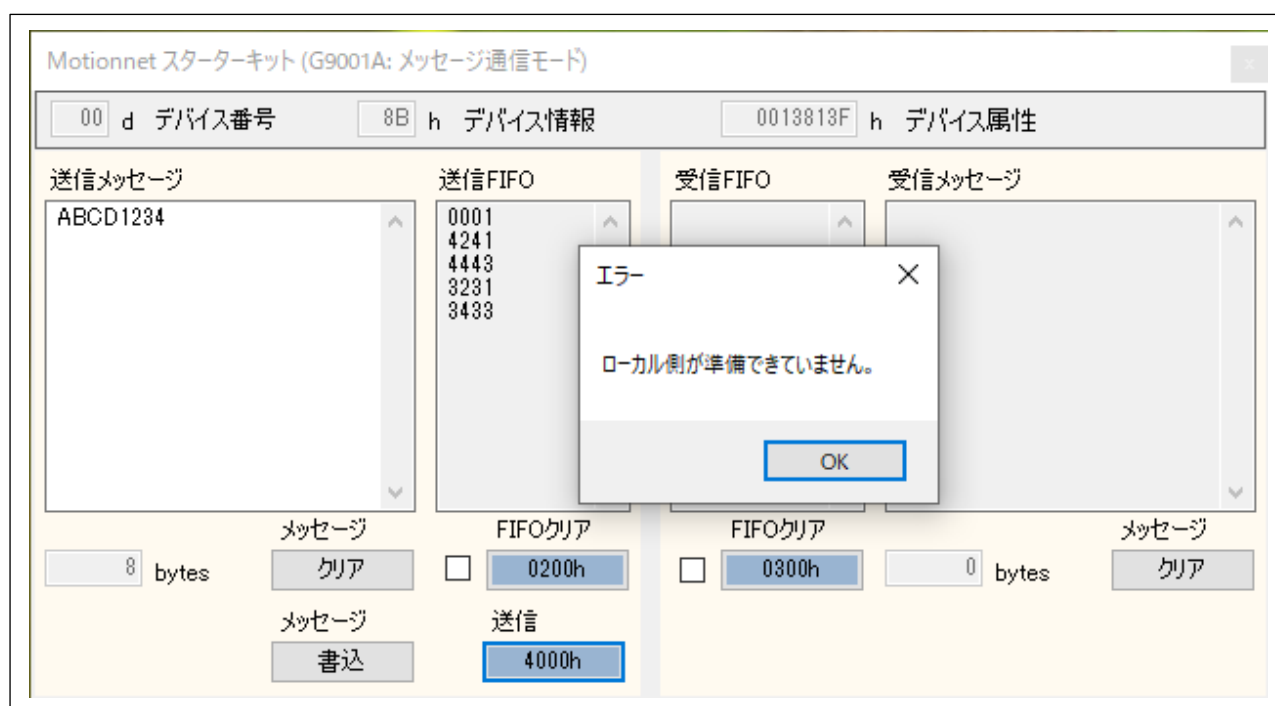 Motionnet スターターキット (G9001A: メッセージ通信モード)
x
00 d デバイス番号 8B h デバイス情報 0013813F h デバイス属性
送信メッセージ 送信FIFO 受信FIFO 受信メッセージ
ABCD1234
0001
4241
4443
3231
3433
エラー
ローカル側が準備できていません。
OK
メッセージ FIFOクリア FIFOクリア メッセージ
8 bytes クリア 0200h 0300h 0 bytes クリア
メッセージ 送信
書込 4000h